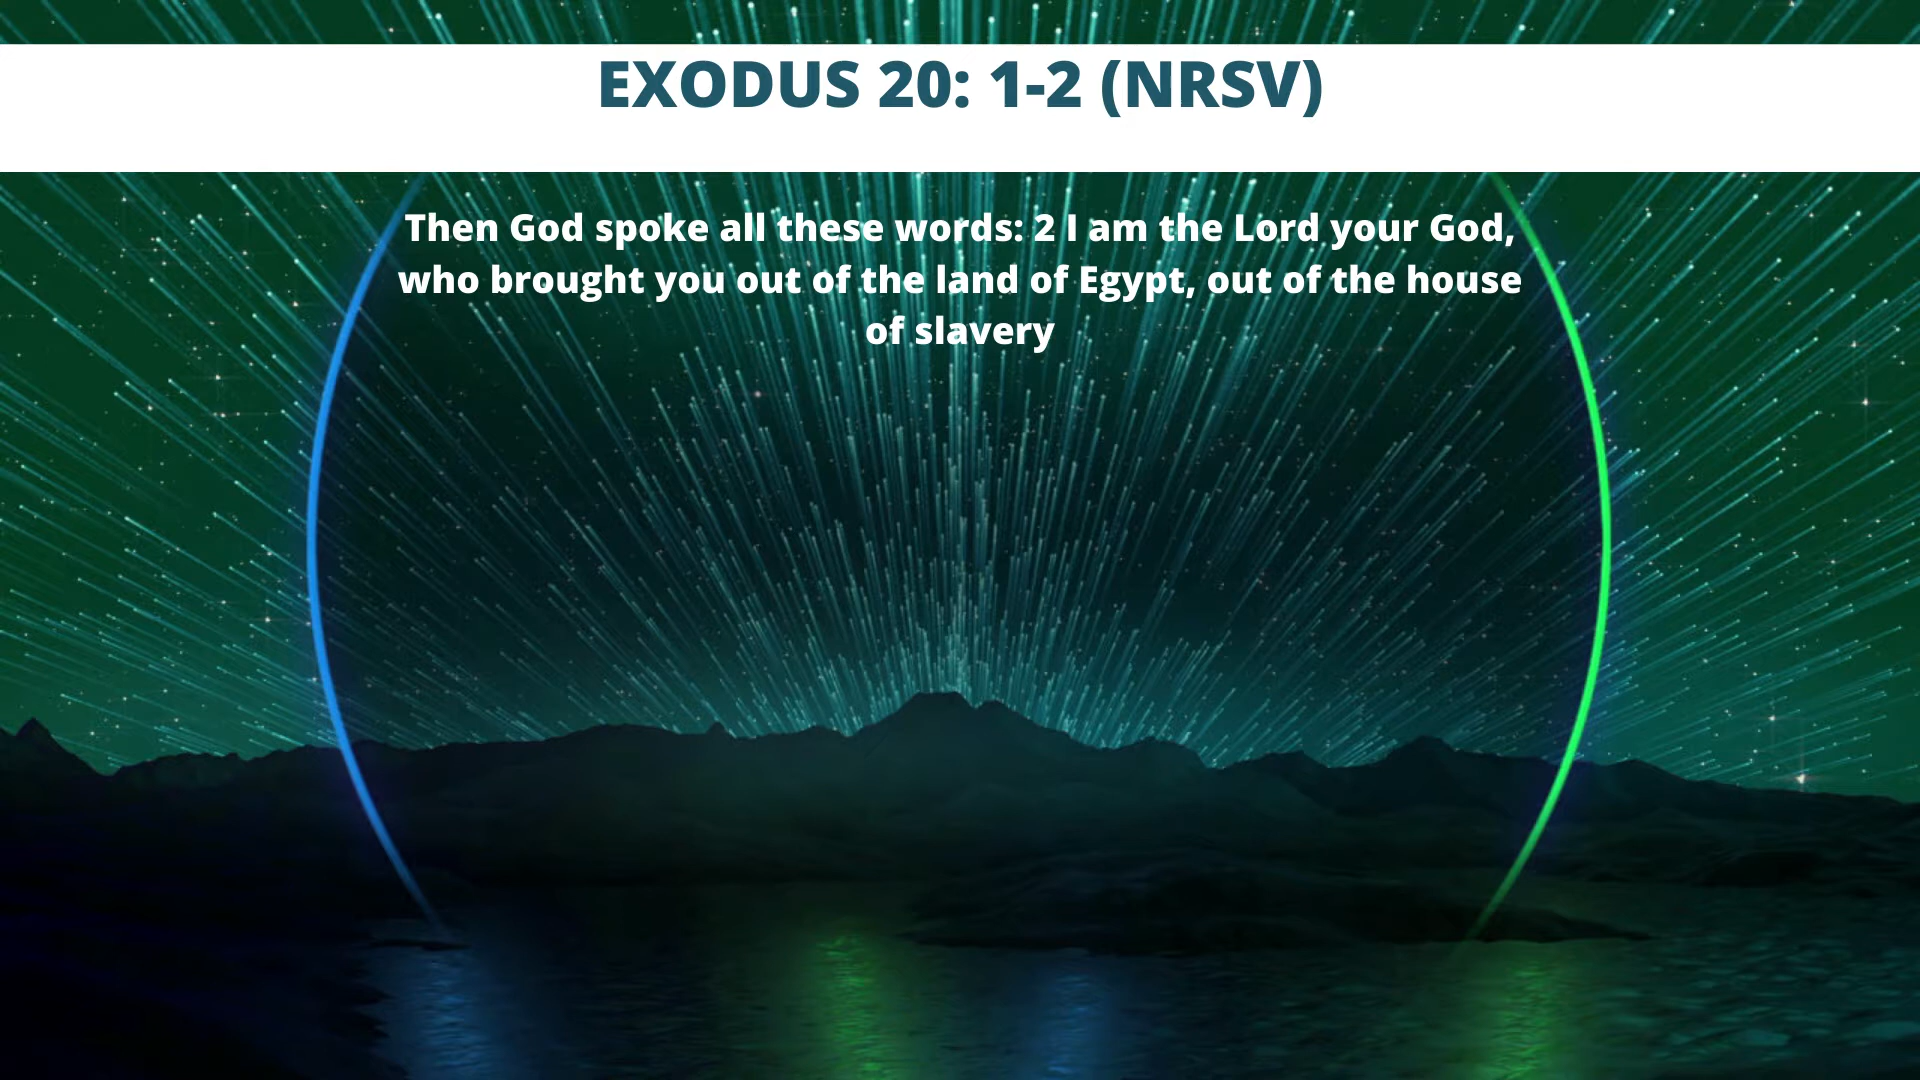 EXODUS 20: 1-2 (NRSV)
Then God spoke all these words: 2 I am the Lord your God,
who brought you out of the land of Egypt, out of the house
of slavery